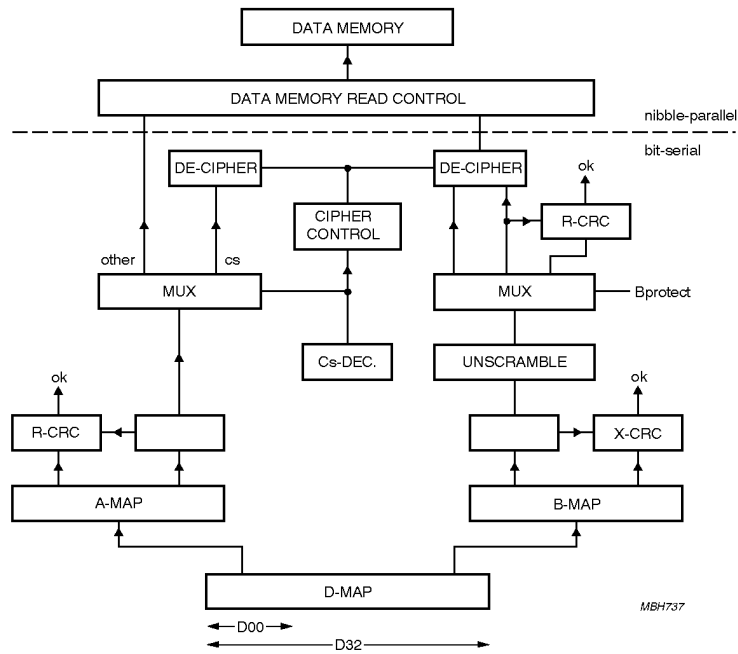 DATA MEMORY
DATA MEMORY READ CONTROL
nibble-parallel
bit-serial
DE-CIPHER
DE-CIPHER
ok
CIPHER
CONTROL
R-CRC
other
cs
MUX
MUX
Bprotect
Cs-DEC.
UNSCRAMBLE
ok
ok
R-CRC
X-CRC
A-MAP
B-MAP
D-MAP
MBH737
D00
D32